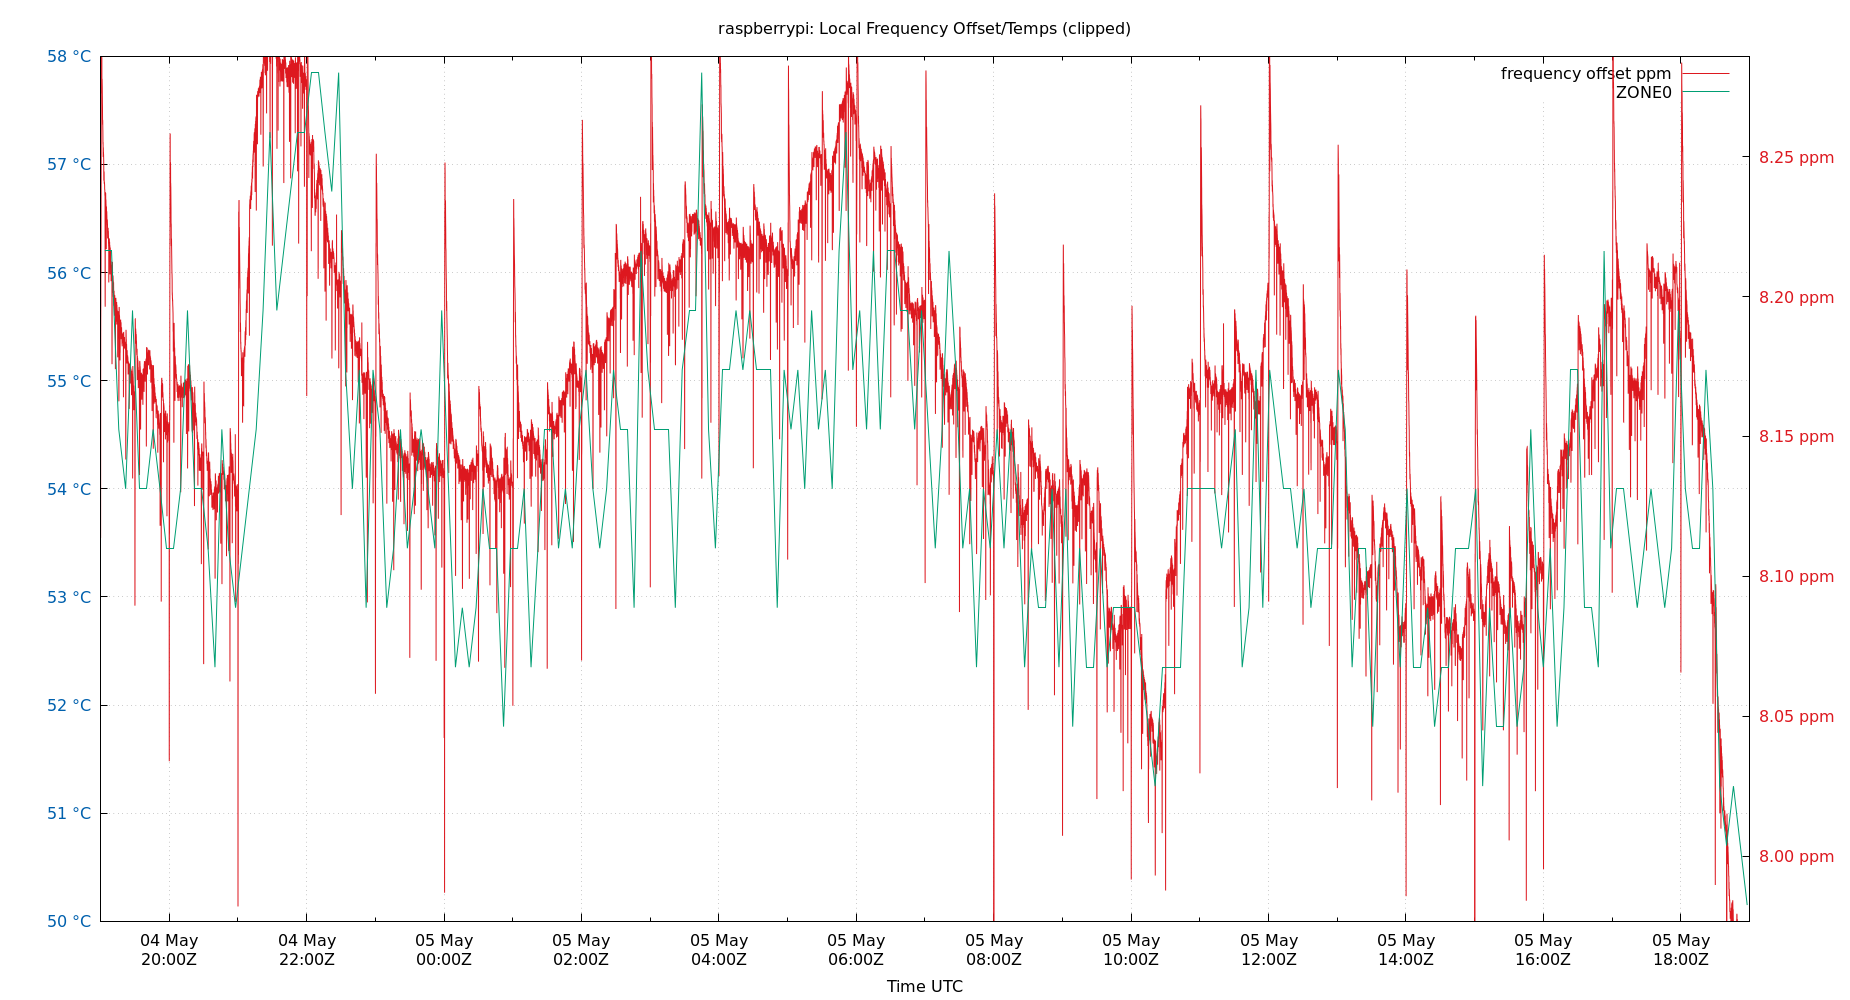 raspberrypi: Local Frequency Offset/Temps (clipped)
58 °C
57 °C
56 °C
55 °C
54 °C
53 °C
52 °C
51 °C
50 °C
frequency offset ppm
ZONE0
8.25 ppm
8.20 ppm
8.15 ppm
8.10 ppm
8.05 ppm
8.00 ppm
04 May
20:00Z
04 May
22:00Z
05 May
00:00Z
05 May
02:00Z
05 May
04:00Z
05 May
06:00Z
05 May
08:00Z
05 May
10:00Z
05 May
12:00Z
05 May
14:00Z
05 May
16:00Z
05 May
18:00Z
Time UTC